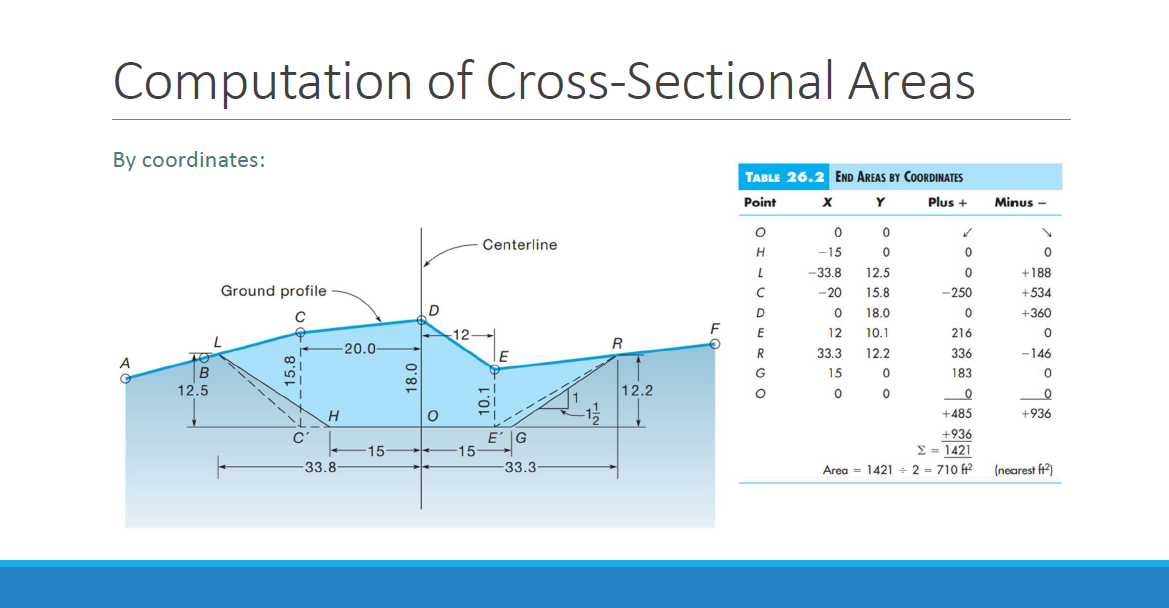 Computation of Cross-Sectional Areas
By coordinates:
Centerline
Ground profile
C
D
12
F
L
20.0
E
R
A
B
15.8
18.0
12.5
10.1
12.2
H
O
1
1 1/2
C′
E′
G
15
15
33.8
33.3
TABLE 26.2 END AREAS BY COORDINATES
Point X Y Plus + Minus −
O 0 0 ↙ ↘
H −15 0 0 0
L −33.8 12.5 0 +188
C −20 15.8 −250 +534
D 0 18.0 0 +360
E 12 10.1 216 0
R 33.3 12.2 336 −146
G 15 0 183 0
O 0 0 0 0
+485 +936
+936
Σ = 1421
Area = 1421 ÷ 2 = 710 ft² (nearest ft²)